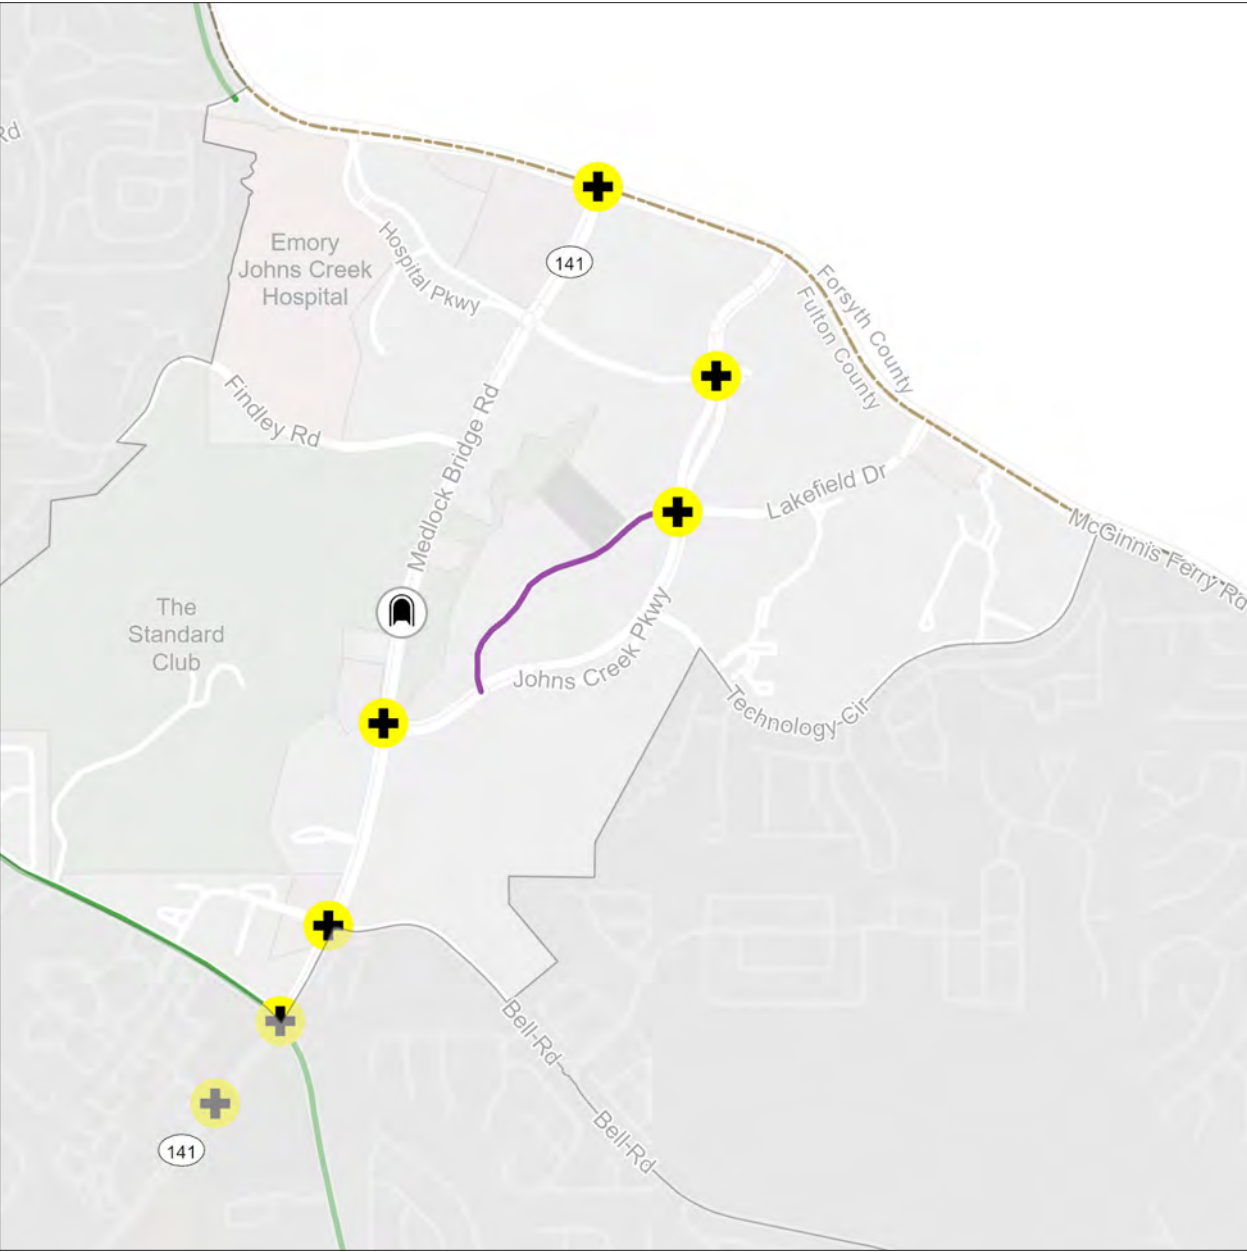 Rd
141
Emory
Johns Creek
Hospital
Hospital Pkwy
Forsyth County
Fulton County
Findley Rd
Medlock Bridge Rd
Lakefield Dr
McGinnis Ferry Rd
The
Standard
Club
Johns Creek Pkwy
Technology Cir
Bell Rd
Bell Rd
141